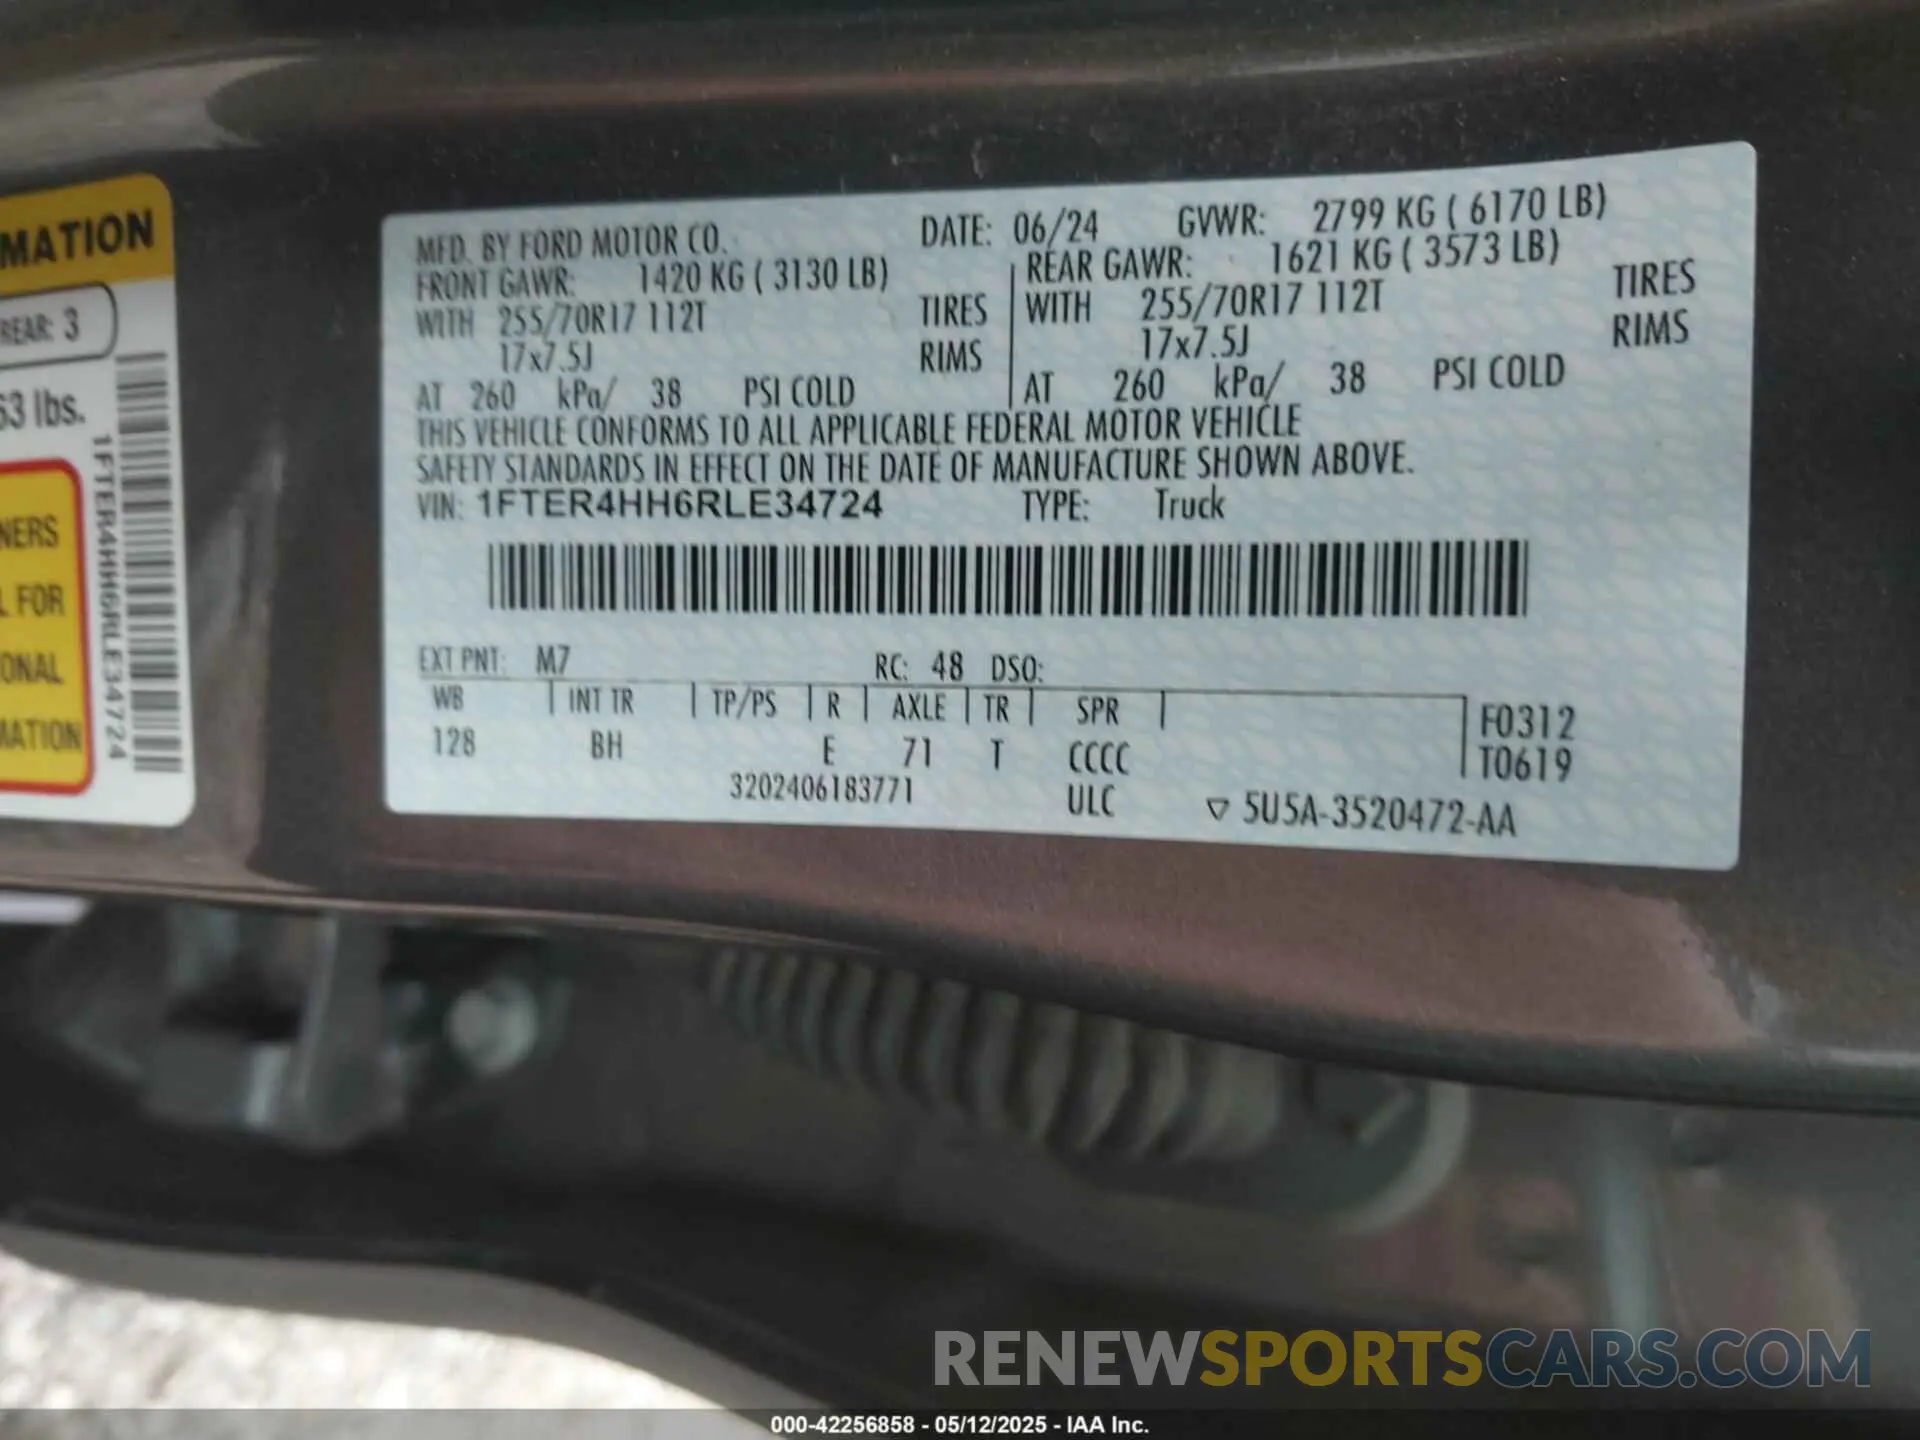 MATION
REAR: 3
63 lbs.
1FTER4HH6RLE34724
NERS
L FOR
ONAL
MATION
MFD. BY FORD MOTOR CO. DATE: 06/24 GVWR: 2799 KG ( 6170 LB)
FRONT GAWR: 1420 KG ( 3130 LB) REAR GAWR: 1621 KG ( 3573 LB)
WITH 255/70R17 112T TIRES WITH 255/70R17 112T TIRES
17x7.5J RIMS 17x7.5J RIMS
AT 260 kPa/ 38 PSI COLD AT 260 kPa/ 38 PSI COLD
THIS VEHICLE CONFORMS TO ALL APPLICABLE FEDERAL MOTOR VEHICLE
SAFETY STANDARDS IN EFFECT ON THE DATE OF MANUFACTURE SHOWN ABOVE.
VIN: 1FTER4HH6RLE34724 TYPE: Truck
EXT PNT: M7 RC: 48 DSO:
WB INT TR TP/PS R AXLE TR SPR F0312
128 BH E 71 T CCCC T0619
3202406183771 ULC ▽ 5U5A-3520472-AA
RENEWSPORTSCARS.COM
000-42256858 - 05/12/2025 - IAA Inc.